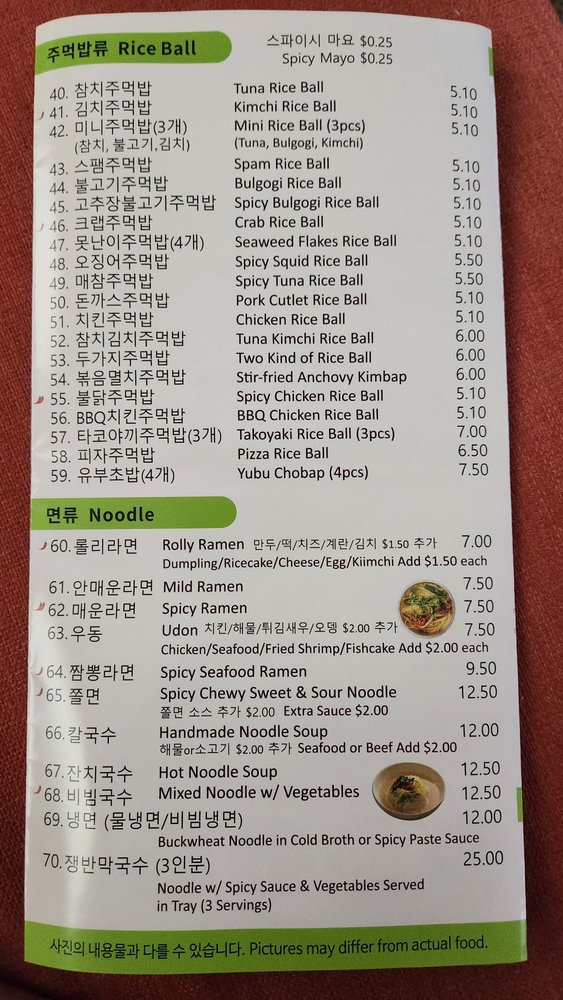 주먹밥류 Rice Ball
스파이시 마요 $0.25
Spicy Mayo $0.25
40. 참치주먹밥 Tuna Rice Ball 5.10
41. 김치주먹밥 Kimchi Rice Ball 5.10
42. 미니주먹밥(3개) Mini Rice Ball (3pcs) 5.10
(참치, 불고기,김치) (Tuna, Bulgogi, Kimchi)
43. 스팸주먹밥 Spam Rice Ball 5.10
44. 불고기주먹밥 Bulgogi Rice Ball 5.10
45. 고추장불고기주먹밥 Spicy Bulgogi Rice Ball 5.10
46. 크랩주먹밥 Crab Rice Ball 5.10
47. 못난이주먹밥(4개) Seaweed Flakes Rice Ball 5.10
48. 오징어주먹밥 Spicy Squid Rice Ball 5.50
49. 매참주먹밥 Spicy Tuna Rice Ball 5.50
50. 돈까스주먹밥 Pork Cutlet Rice Ball 5.10
51. 치킨주먹밥 Chicken Rice Ball 5.10
52. 참치김치주먹밥 Tuna Kimchi Rice Ball 6.00
53. 두가지주먹밥 Two Kind of Rice Ball 6.00
54. 볶음멸치주먹밥 Stir-fried Anchovy Kimbap 6.00
55. 불닭주먹밥 Spicy Chicken Rice Ball 5.10
56. BBQ치킨주먹밥 BBQ Chicken Rice Ball 5.10
57. 타코야끼주먹밥(3개) Takoyaki Rice Ball (3pcs) 7.00
58. 피자주먹밥 Pizza Rice Ball 6.50
59. 유부초밥(4개) Yubu Chobap (4pcs) 7.50
면류 Noodle
60. 롤리라면 Rolly Ramen 만두/떡/치즈/계란/김치 $1.50 추가 7.00
Dumpling/Ricecake/Cheese/Egg/Kiimchi Add $1.50 each
61. 안매운라면 Mild Ramen 7.50
62. 매운라면 Spicy Ramen 7.50
63. 우동 Udon 치킨/해물/튀김새우/오뎅 $2.00 추가 7.50
Chicken/Seafood/Fried Shrimp/Fishcake Add $2.00 each
64. 짬뽕라면 Spicy Seafood Ramen 9.50
65. 쫄면 Spicy Chewy Sweet & Sour Noodle 12.50
쫄면 소스 추가 $2.00 Extra Sauce $2.00
66. 칼국수 Handmade Noodle Soup 12.00
해물or소고기 $2.00 추가 Seafood or Beef Add $2.00
67. 잔치국수 Hot Noodle Soup 12.50
68. 비빔국수 Mixed Noodle w/ Vegetables 12.50
69. 냉면 (물냉면/비빔냉면) 12.00
Buckwheat Noodle in Cold Broth or Spicy Paste Sauce
70. 쟁반막국수 (3인분) 25.00
Noodle w/ Spicy Sauce & Vegetables Served
in Tray (3 Servings)
사진의 내용물과 다를 수 있습니다. Pictures may differ from actual food.